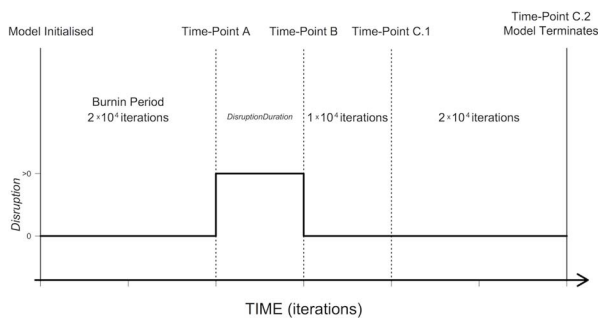 Model Initialised
Time-Point A
Time-Point B
Time-Point C.1
Time-Point C.2
Model Terminates
Burnin Period
2×10⁴ iterations
DisruptionDuration
1×10⁴ iterations
2×10⁴ iterations
>0
Disruption
0
TIME (iterations)